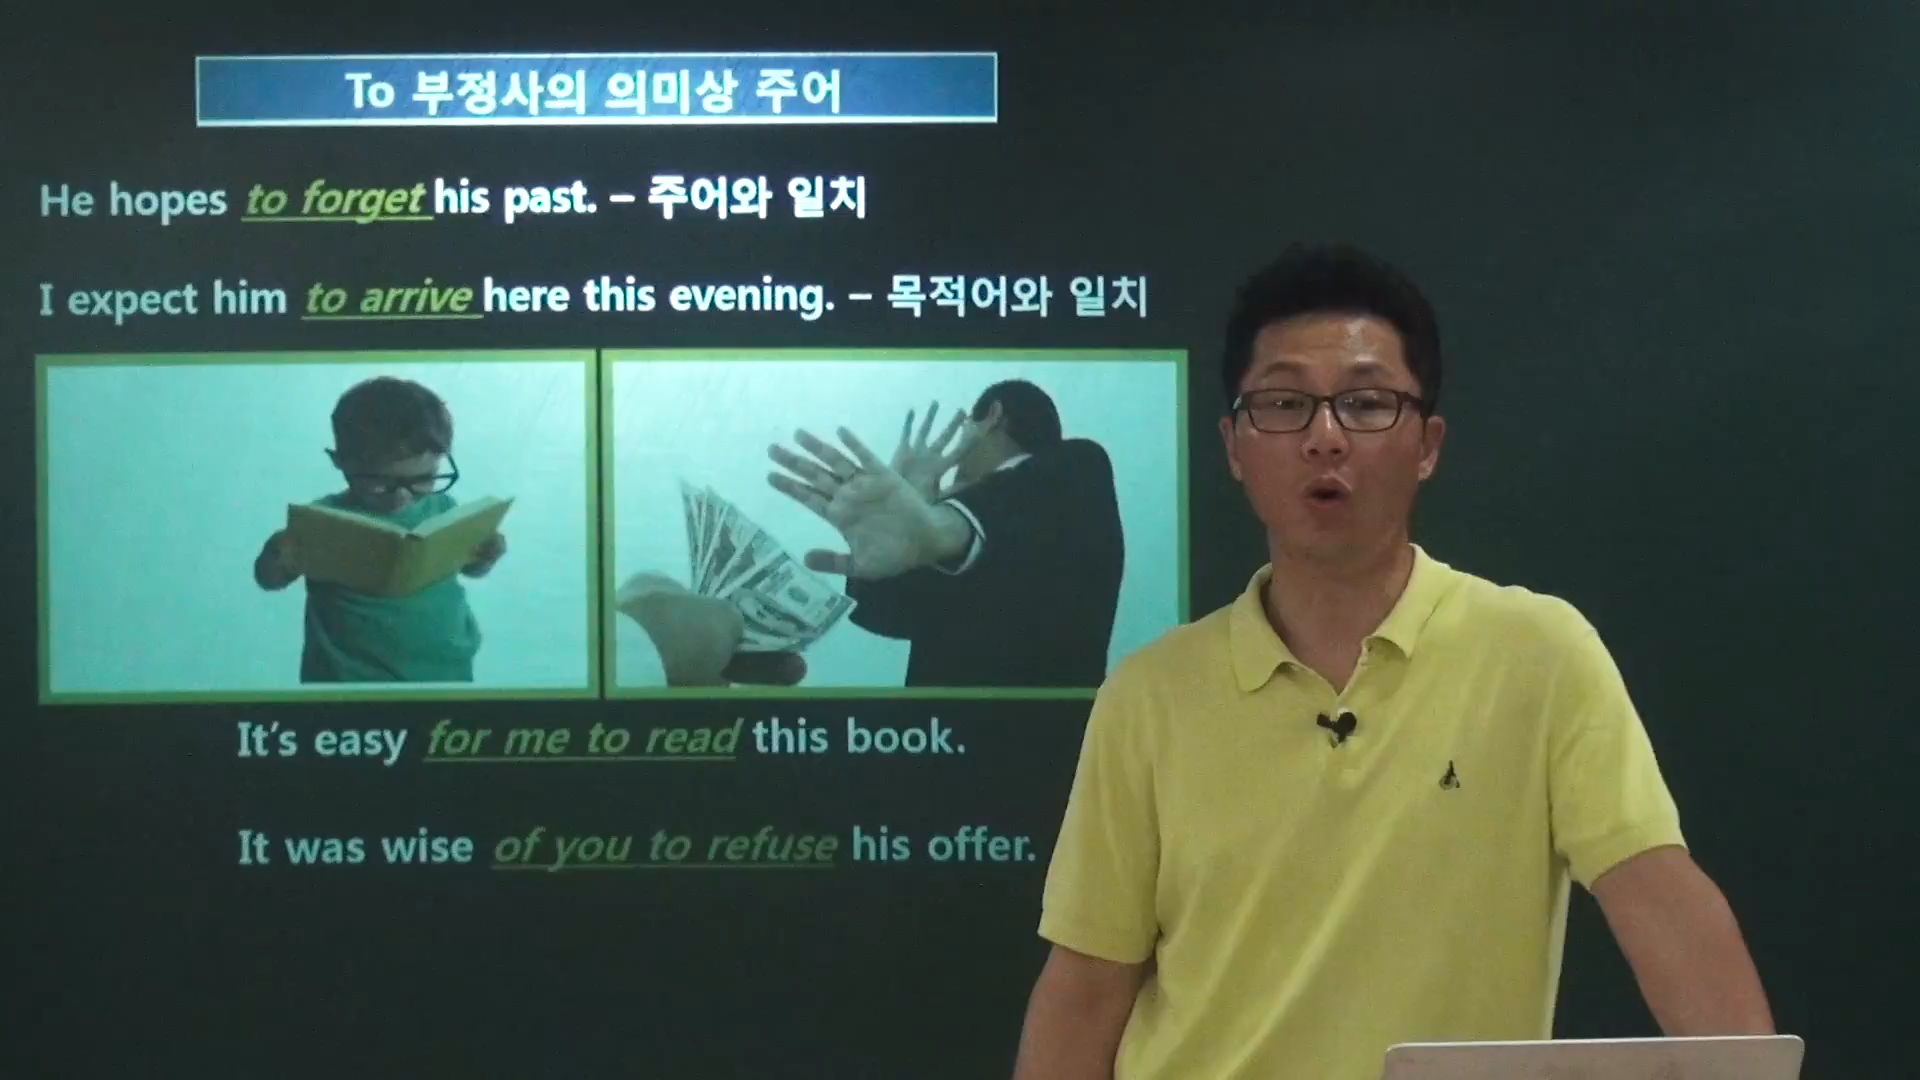 To 부정사의 의미상 주어
He hopes to forget his past. – 주어와 일치
I expect him to arrive here this evening. – 목적어와 일치
It's easy for me to read this book.
It was wise of you to refuse his offer.